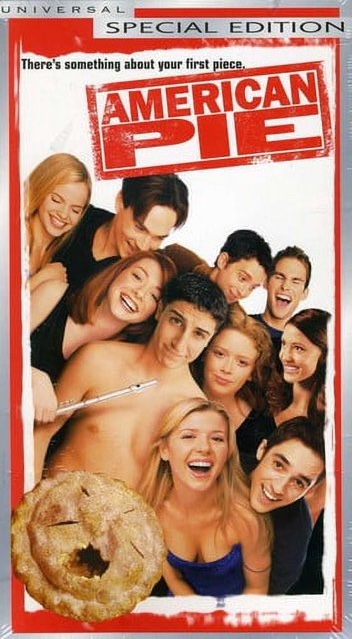 UNIVERSAL
SPECIAL EDITION
There's something about your first piece.
AMERICAN
PIE